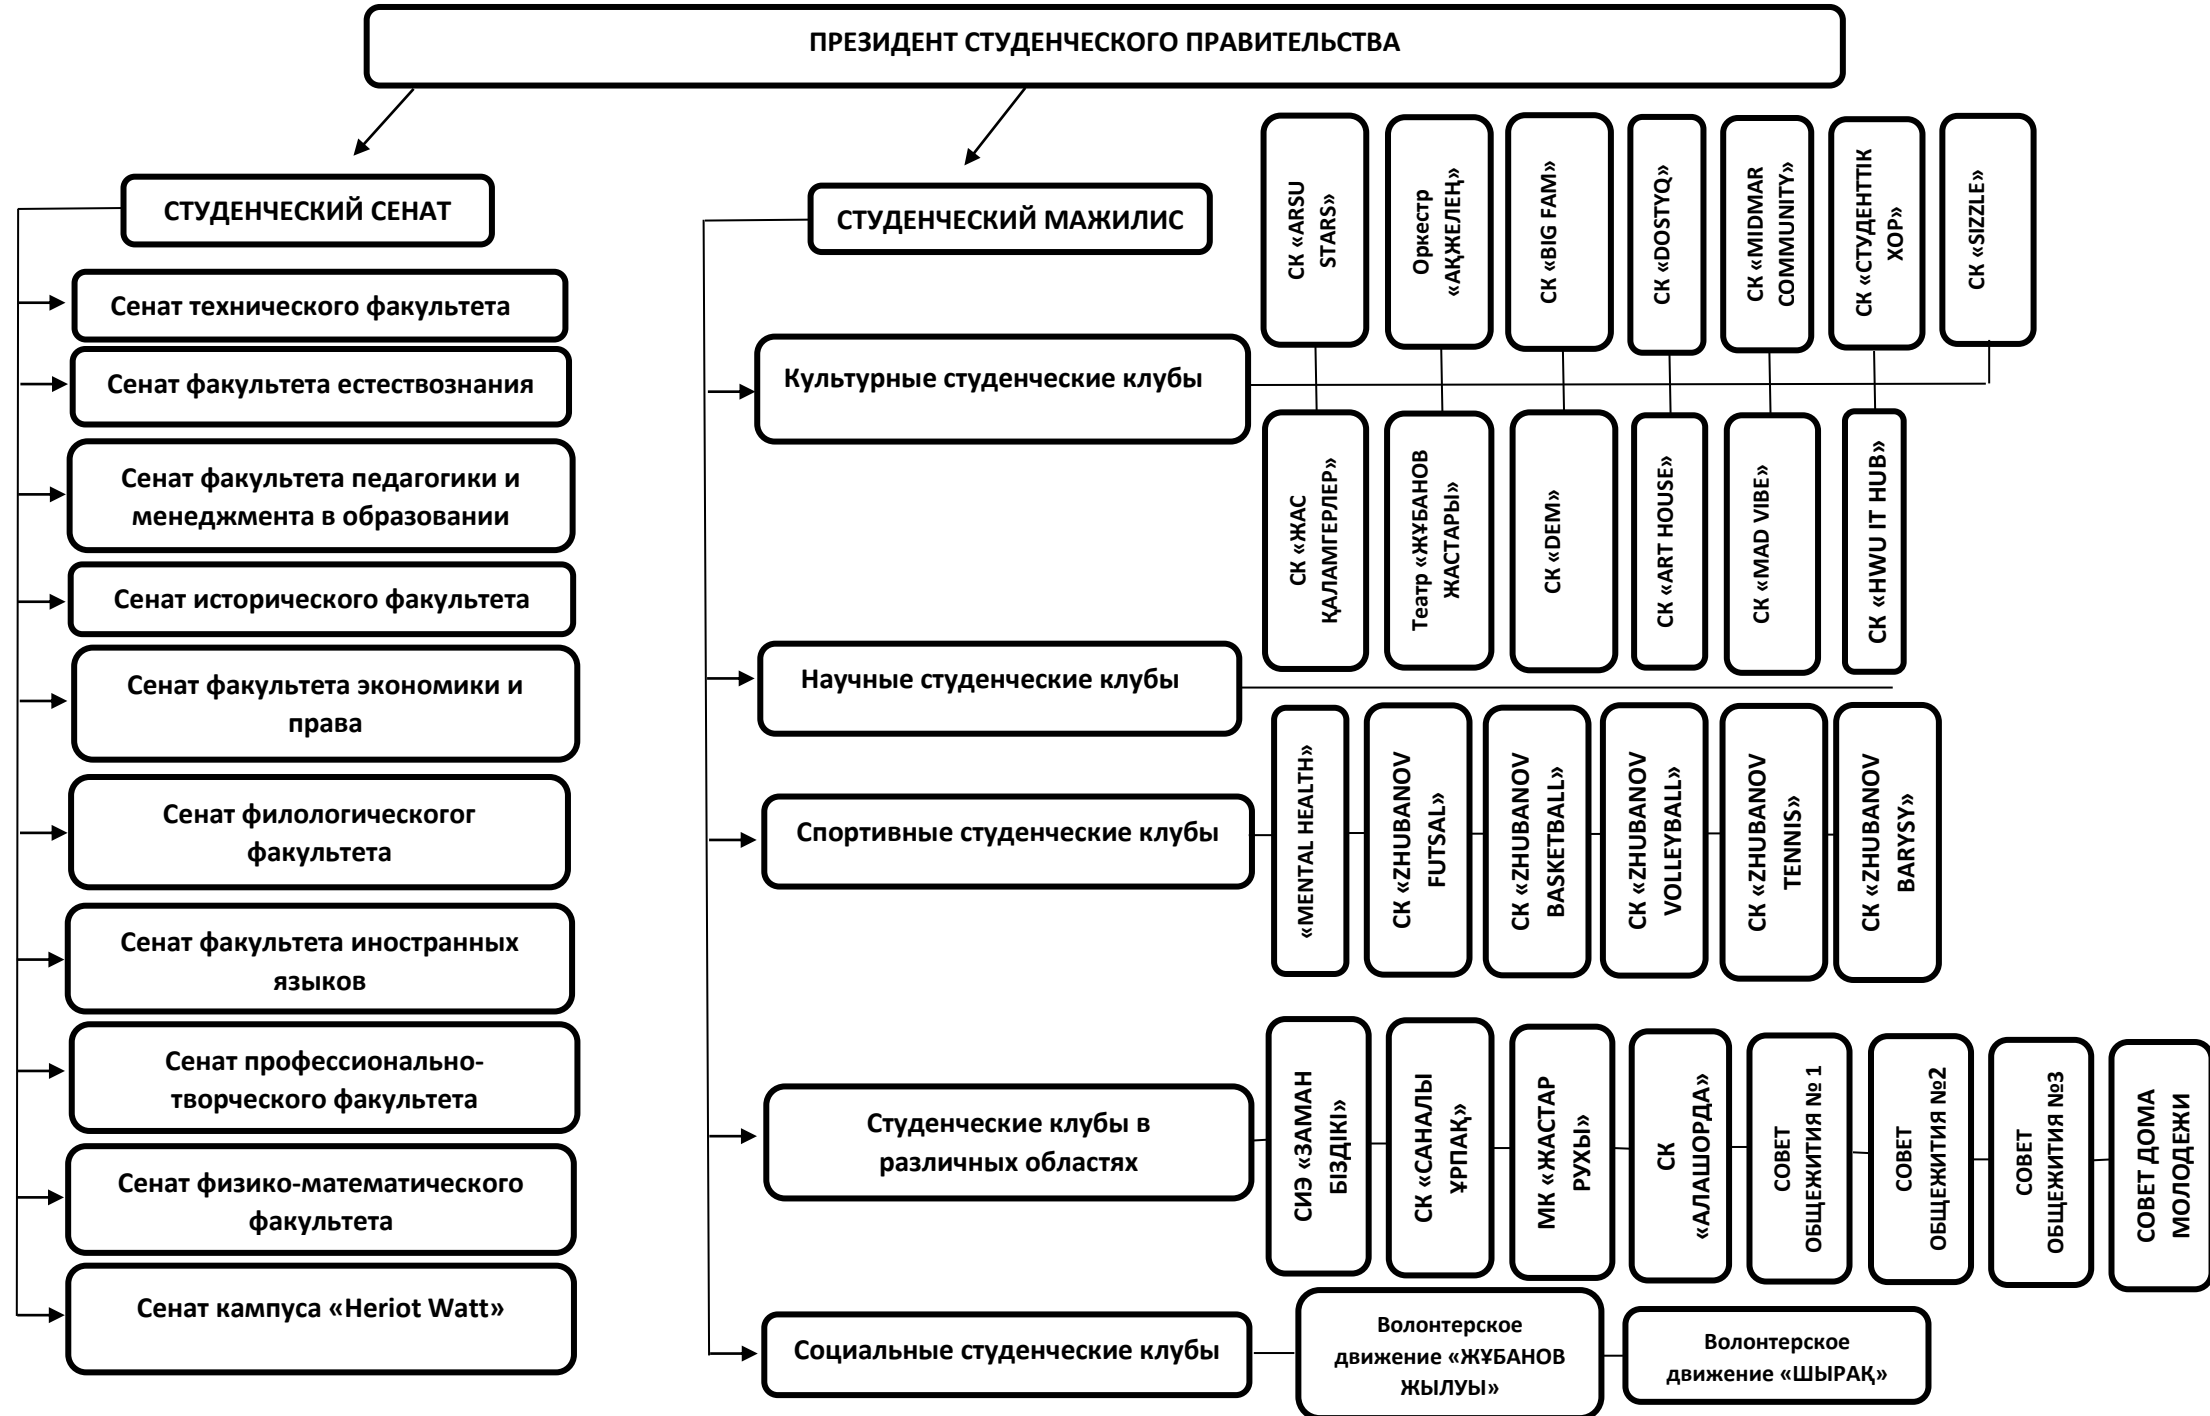 ПРЕЗИДЕНТ СТУДЕНЧЕСКОГО ПРАВИТЕЛЬСТВА
СТУДЕНЧЕСКИЙ СЕНАТ
Сенат технического факультета
Сенат факультета естествознания
Сенат факультета педагогики и
менеджмента в образовании
Сенат исторического факультета
Сенат факультета экономики и
права
Сенат филологическогог
факультета
Сенат факультета иностранных
языков
Сенат профессионально-
творческого факультета
Сенат физико-математического
факультета
Сенат кампуса «Heriot Watt»
СТУДЕНЧЕСКИЙ МАЖИЛИС
Культурные студенческие клубы
СК «ARSU
STARS»
Оркестр
«АҚЖЕЛЕҢ»
СК «BIG FAM»
СК «DOSTYQ»
СК «MIDMAR
COMMUNITY»
СК «СТУДЕНТТІК
ХОР»
СК «SIZZLE»
СК «ЖАС
ҚАЛАМГЕРЛЕР»
Театр «ЖҰБАНОВ
ЖАСТАРЫ»
СК «DEM»
СК «ART HOUSE»
СК «MAD VIBE»
СК «HWU IT HUB»
Научные студенческие клубы
Спортивные студенческие клубы
«MENTAL HEALTH»
СК «ZHUBANOV
FUTSAL»
СК «ZHUBANOV
BASKETBALL»
СК «ZHUBANOV
VOLLEYBALL»
СК «ZHUBANOV
TENNIS»
СК «ZHUBANOV
BARYSY»
Студенческие клубы в
различных областях
СИЭ «ЗАМАН
БІЗДІКІ»
СК «САНАЛЫ
ҰРПАҚ»
МК «ЖАСТАР
РУХЫ»
СК
«АЛАШОРДА»
СОВЕТ
ОБЩЕЖИТИЯ № 1
СОВЕТ
ОБЩЕЖИТИЯ №2
СОВЕТ
ОБЩЕЖИТИЯ №3
СОВЕТ ДОМА
МОЛОДЕЖИ
Социальные студенческие клубы
Волонтерское
движение «ЖҰБАНОВ
ЖЫЛУЫ»
Волонтерское
движение «ШЫРАҚ»